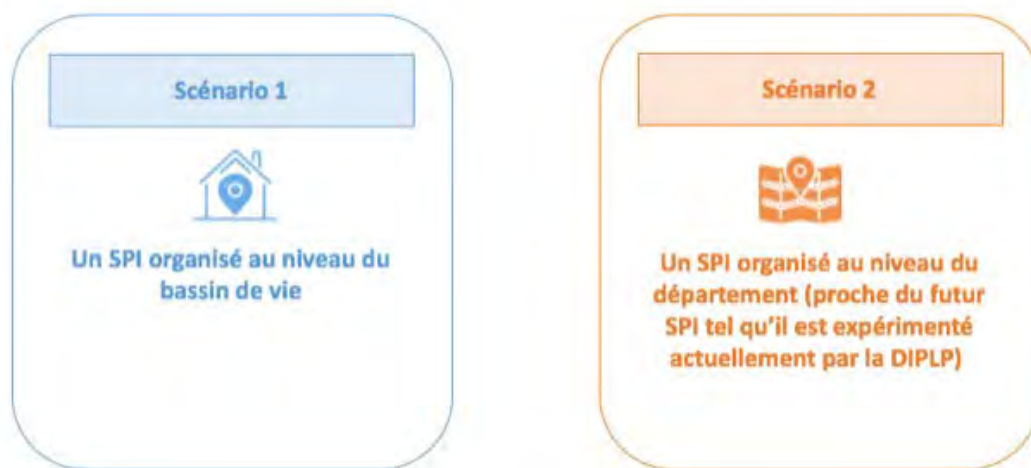 Scénario 1
Un SPI organisé au niveau du
bassin de vie
Scénario 2
Un SPI organisé au niveau du
département (proche du futur
SPI tel qu'il est expérimenté
actuellement par la DIPLP)